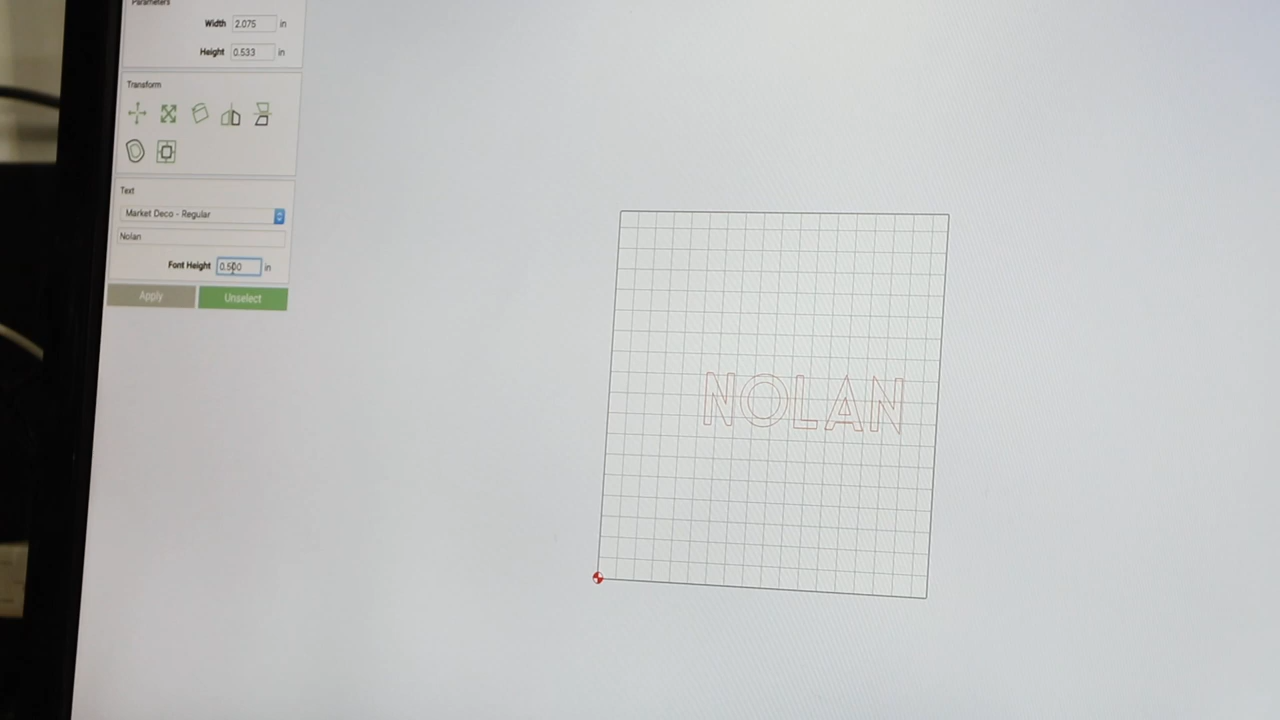 Parameters
Width 2.075 in
Height 0.533 in
Transform
Text
Market Deco - Regular
Nolan
Font Height 0.500 in
Apply Unselect
NOLAN